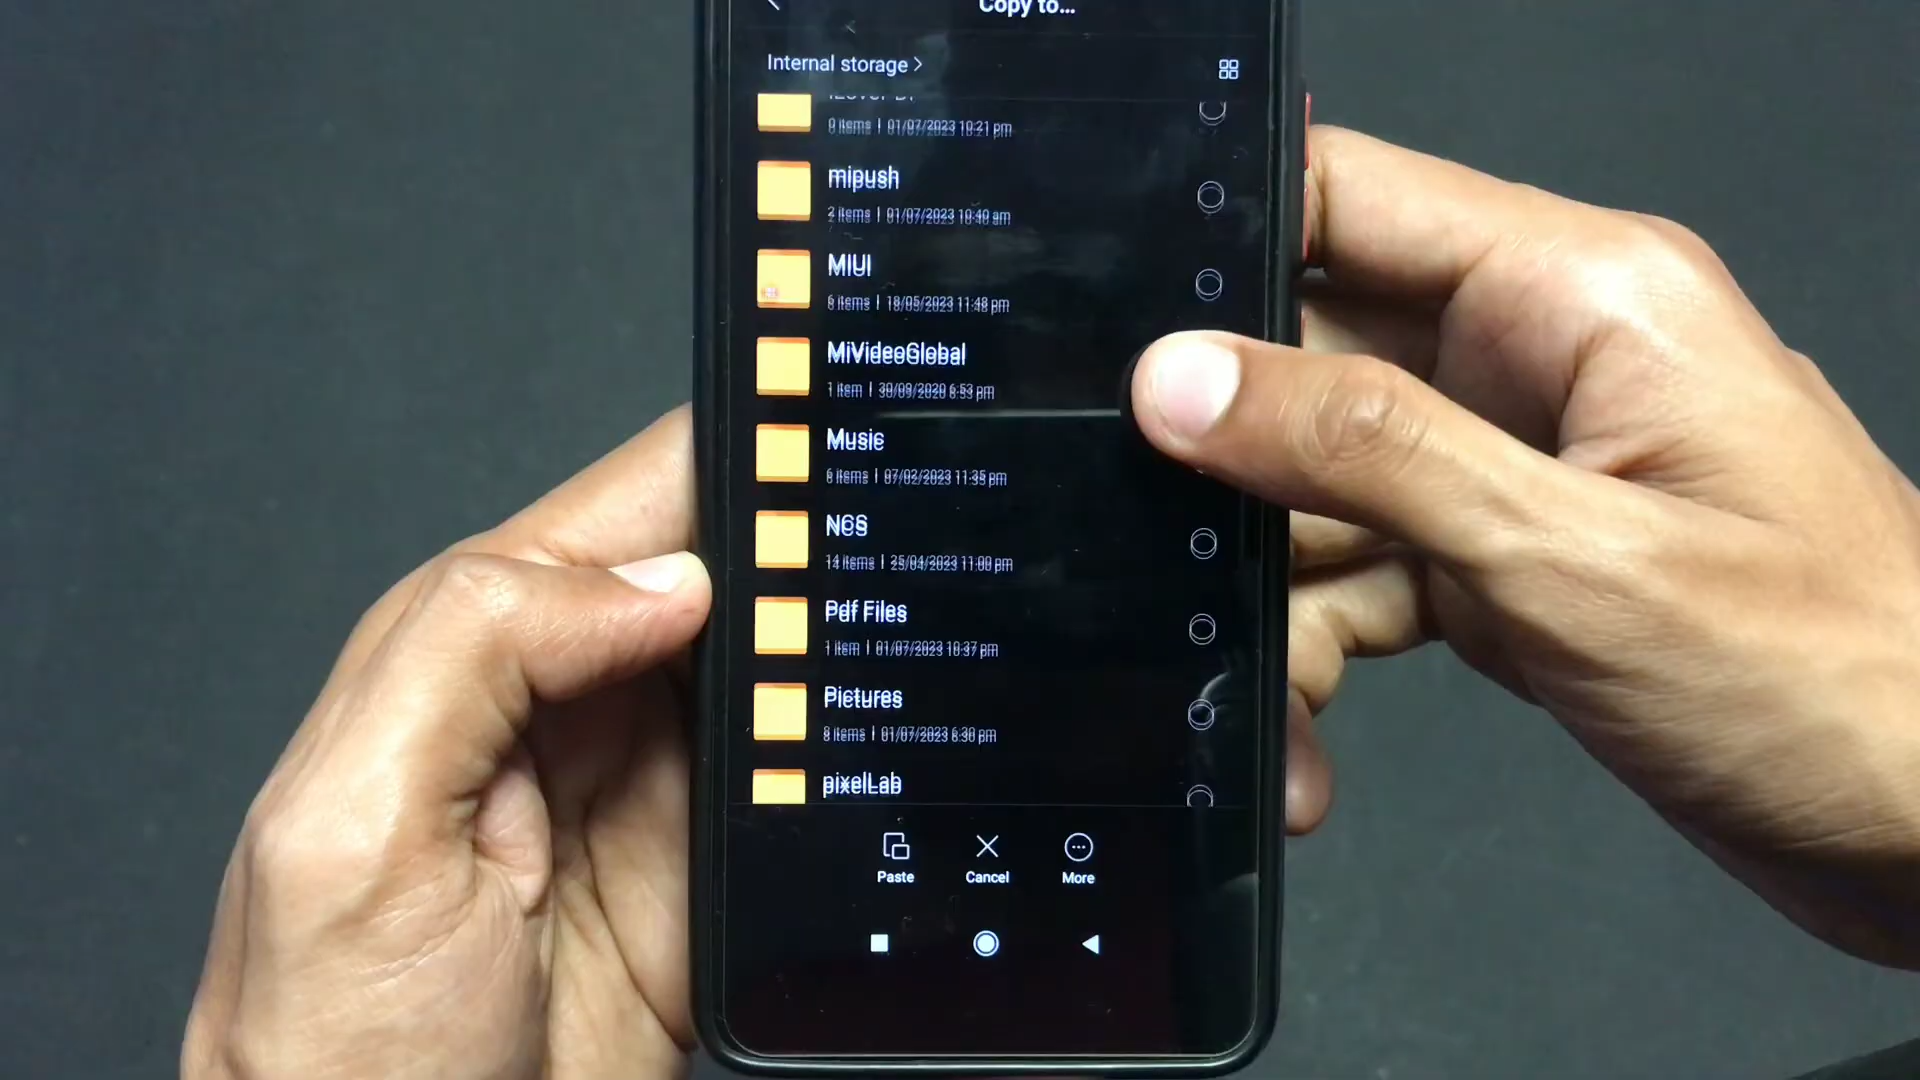 Copy to...
Internal storage >
0 items | 01/07/2023 10:21 pm
mipush
2 items | 01/07/2023 10:40 am
MIUI
6 items | 18/05/2023 11:48 pm
MiVideoGlobal
1 item | 30/09/2020 6:53 pm
Music
6 items | 07/02/2023 11:35 pm
NCS
14 items | 25/04/2023 11:00 pm
Pdf Files
1 item | 01/07/2023 10:37 pm
Pictures
8 items | 01/07/2023 6:30 pm
pixelLab
Paste
Cancel
More